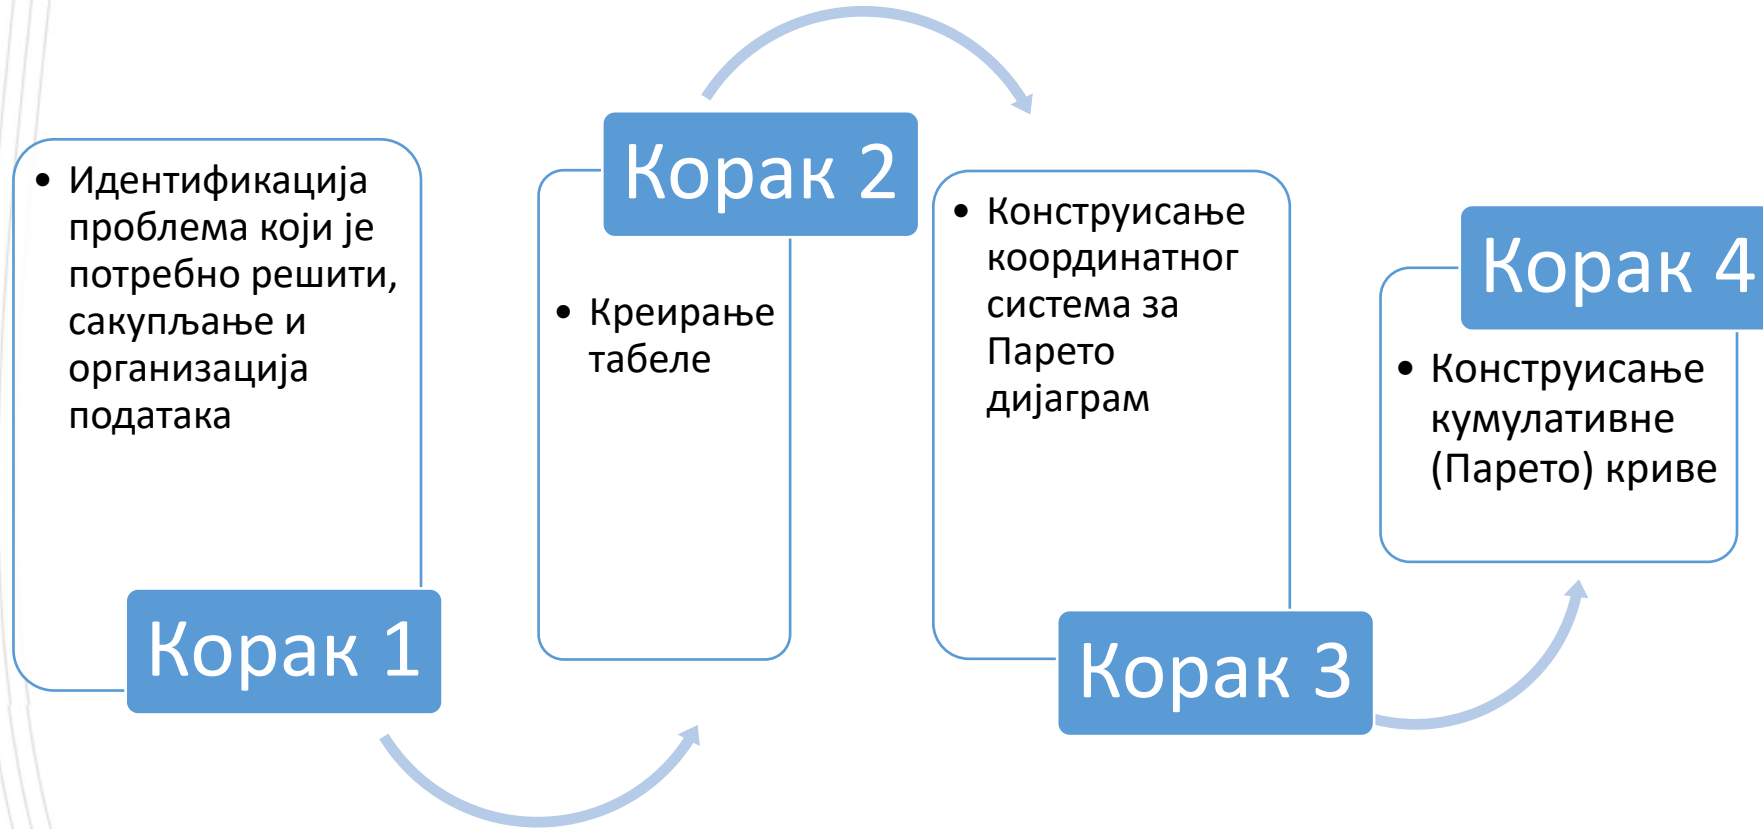 • Идентификација
проблема који је
потребно решити,
сакупљање и
организација
података
Корак 1
Корак 2
• Креирање
табеле
• Конструисање
координатног
система за
Парето
дијаграм
Корак 3
Корак 4
• Конструисање
кумулативне
(Парето) криве